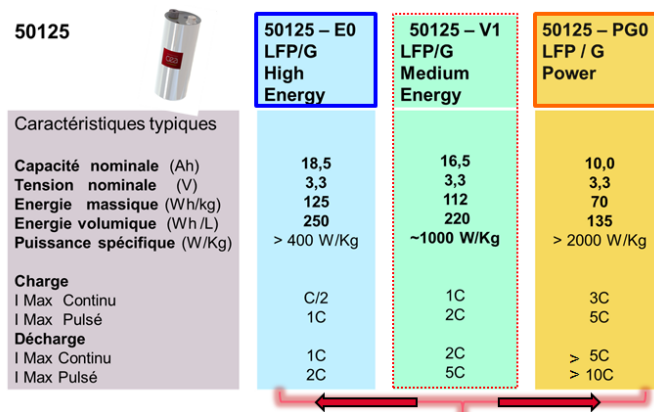 50125
50125 – E0
LFP/G
High
Energy
50125 – V1
LFP/G
Medium
Energy
50125 – PG0
LFP / G
Power
Caractéristiques typiques
Capacité nominale (Ah) 18,5 16,5 10,0
Tension nominale (V) 3,3 3,3 3,3
Energie massique (Wh/kg) 125 112 70
Energie volumique (Wh/L) 250 220 135
Puissance spécifique (W/Kg) > 400 W/Kg ~1000 W/Kg > 2000 W/Kg
Charge
I Max Continu C/2 1C 3C
I Max Pulsé 1C 2C 5C
Décharge
I Max Continu 1C 2C > 5C
I Max Pulsé 2C 5C > 10C